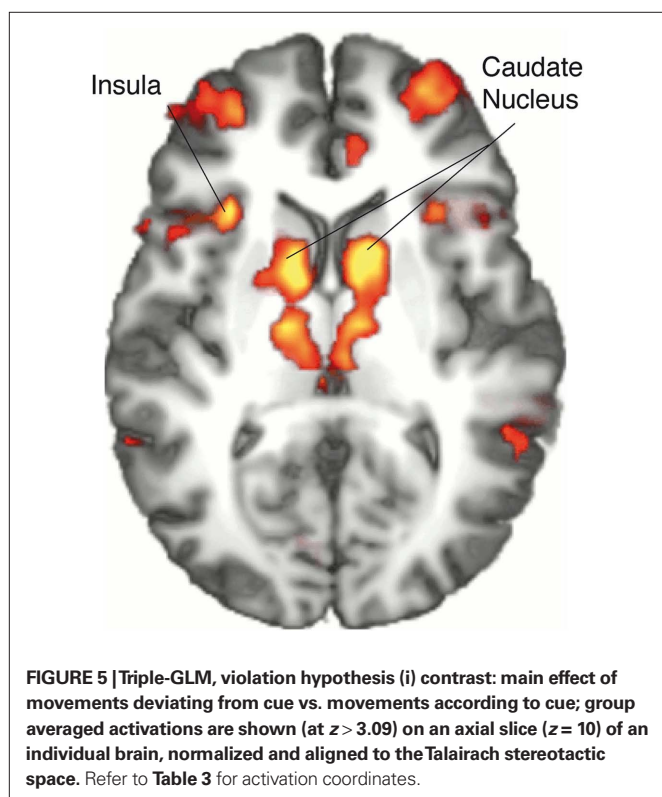 Insula
Caudate
Nucleus
FIGURE 5 | Triple-GLM, violation hypothesis (i) contrast: main effect of
movements deviating from cue vs. movements according to cue; group
averaged activations are shown (at z > 3.09) on an axial slice (z = 10) of an
individual brain, normalized and aligned to the Talairach stereotactic
space. Refer to Table 3 for activation coordinates.